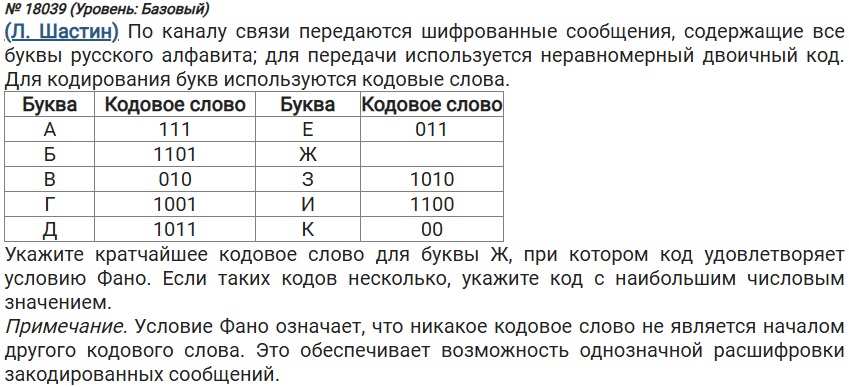 № 18039 (Уровень: Базовый)
(Л. Шастин) По каналу связи передаются шифрованные сообщения, содержащие все
буквы русского алфавита; для передачи используется неравномерный двоичный код.
Для кодирования букв используются кодовые слова.
Буква Кодовое слово Буква Кодовое слово
А 111 Е 011
Б 1101 Ж
В 010 З 1010
Г 1001 И 1100
Д 1011 К 00
Укажите кратчайшее кодовое слово для буквы Ж, при котором код удовлетворяет
условию Фано. Если таких кодов несколько, укажите код с наибольшим числовым
значением.
Примечание. Условие Фано означает, что никакое кодовое слово не является началом
другого кодового слова. Это обеспечивает возможность однозначной расшифровки
закодированных сообщений.